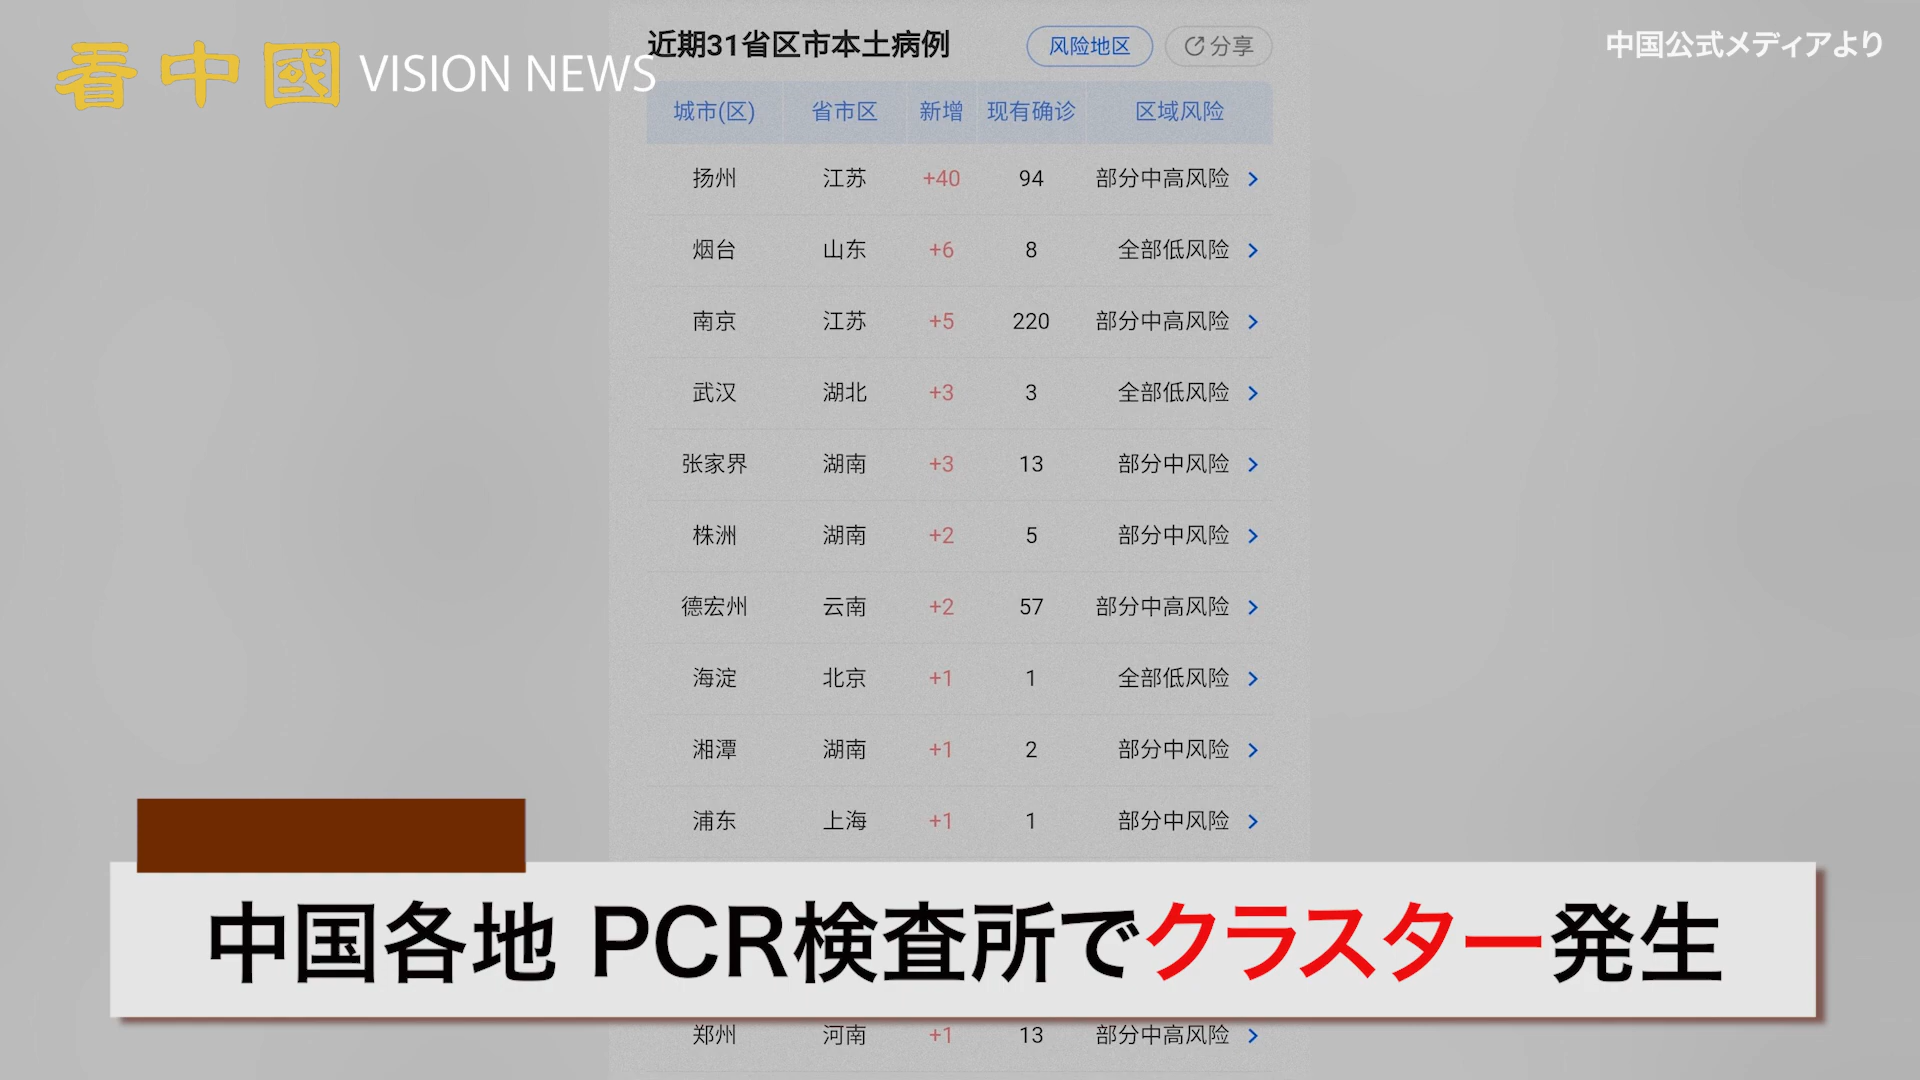 看中國 VISION NEWS
中国公式メディアより
近期31省区市本土病例 风险地区 分享
城市(区) 省市区 新增 现有确诊 区域风险
扬州 江苏 +40 94 部分中高风险
烟台 山东 +6 8 全部低风险
南京 江苏 +5 220 部分中高风险
武汉 湖北 +3 3 全部低风险
张家界 湖南 +3 13 部分中风险
株洲 湖南 +2 5 部分中风险
德宏州 云南 +2 57 部分中高风险
海淀 北京 +1 1 全部低风险
湘潭 湖南 +1 2 部分中风险
浦东 上海 +1 1 部分中风险
中国各地 PCR検査所でクラスター発生
郑州 河南 +1 13 部分中高风险